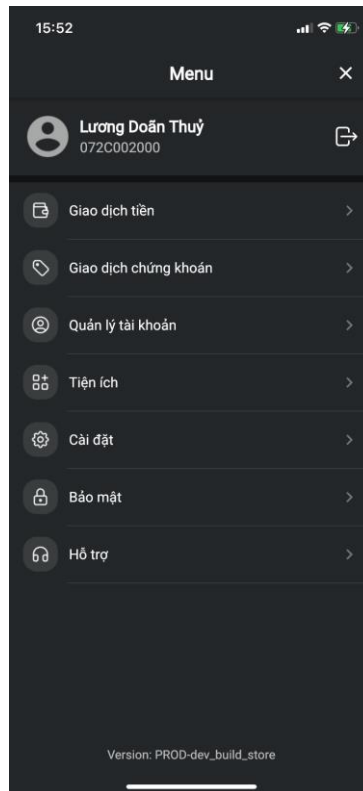 15:52
Menu
Lương Doãn Thuỷ
072C002000
Giao dịch tiền
Giao dịch chứng khoán
Quản lý tài khoản
Tiện ích
Cài đặt
Bảo mật
Hỗ trợ
Version: PROD-dev_build_store